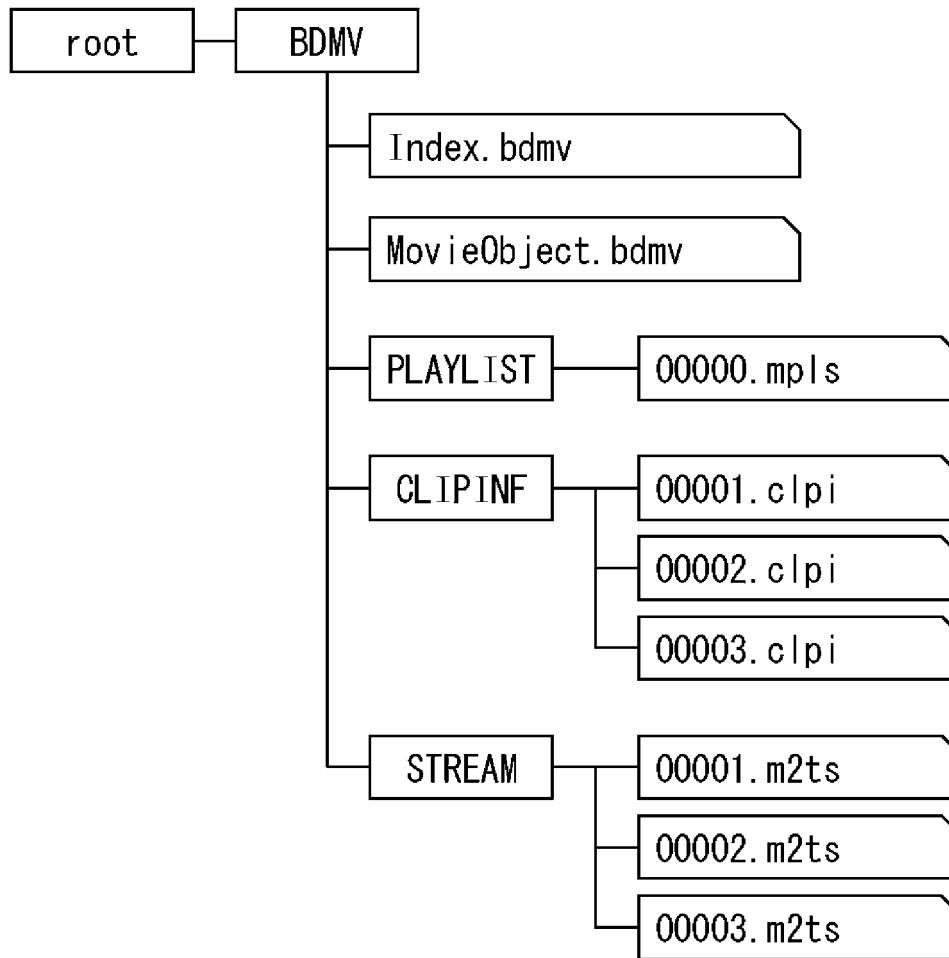 root BDMV
Index.bdmv
MovieObject.bdmv
PLAYLIST 00000.mpls
CLIPINF 00001.clpi
00002.clpi
00003.clpi
STREAM 00001.m2ts
00002.m2ts
00003.m2ts